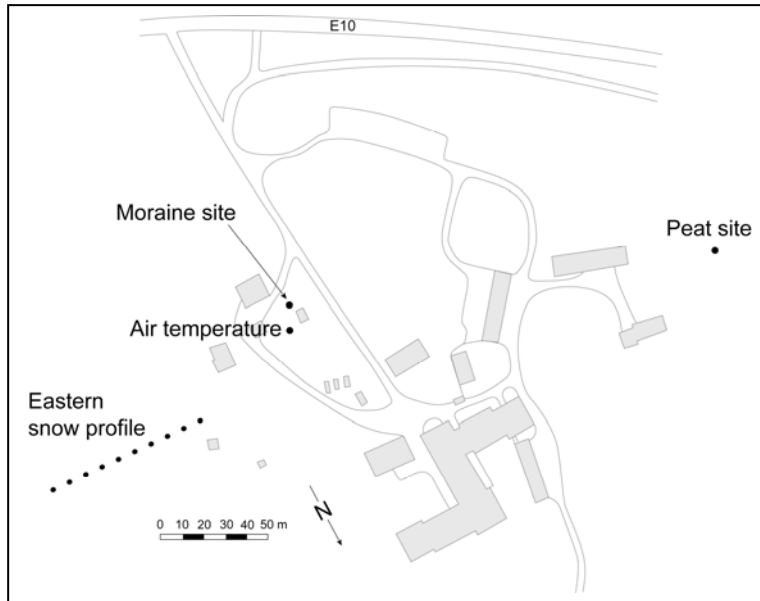 E10
Moraine site
Peat site
Air temperature
Eastern
snow profile
N
0 10 20 30 40 50 m